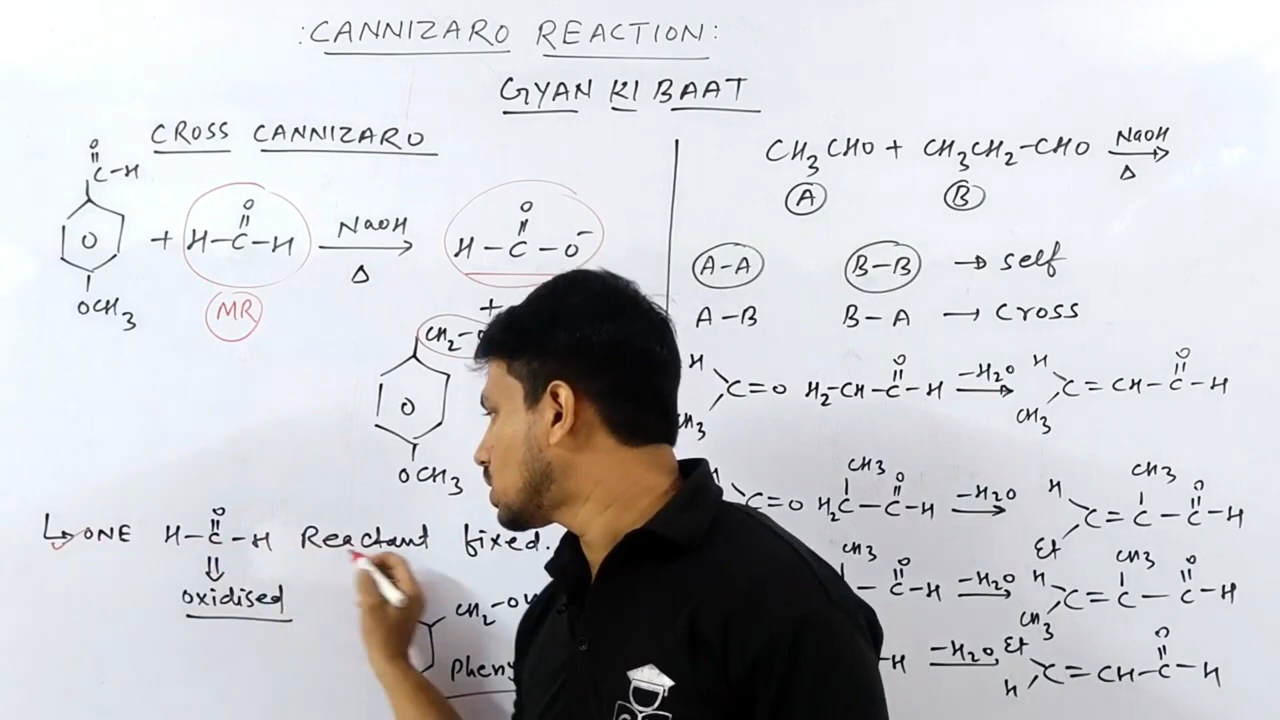 : CANNIZARO REACTION :
GYAN KI BAAT
CROSS CANNIZARO
O
C-H
O
OCH3
+
O
H-C-H
MR
NaOH
Δ
O
H-C-O⁻
+
CH2-
O
OCH3
ONE H-C-H Reactant fixed.
O
⇓
oxidised
CH2-OH
Pheny
CH3CHO + CH3CH2-CHO NaOH
Δ
A B
A-A B-B → self
A-B B-A → Cross
H
C=O H2-CH-C-H -H2O
O
CH3
H
C=CH-C-H
O
CH3
C=O H2C-C-H -H2O
CH3 O
H
C=C-C-H
CH3 O
Et
CH3 O
-C-H -H2O
H
C=C-C-H
CH3 O
CH3
-H -H2O
Et
C=CH-C-H
O
H